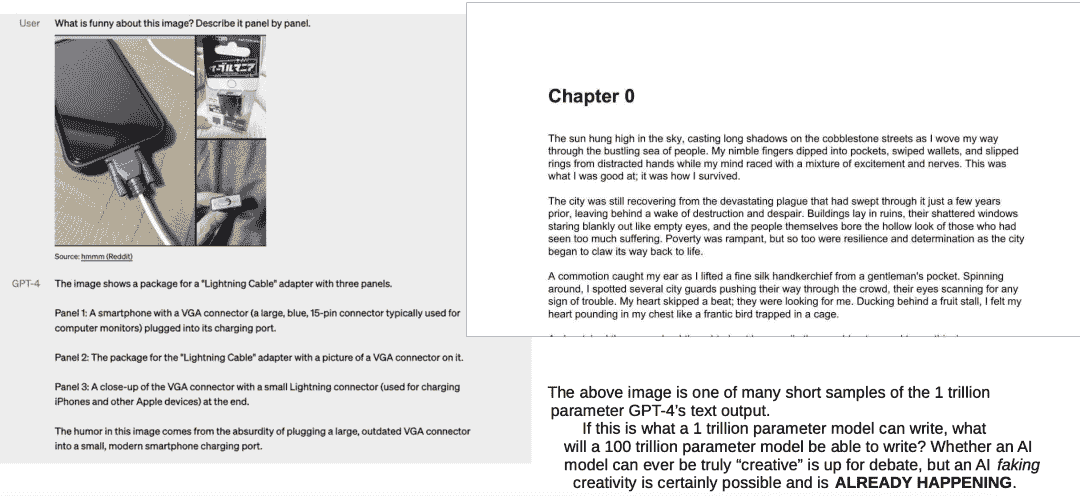 User What is funny about this image? Describe it panel by panel.
Source: hmmm (Reddit)
GPT-4 The image shows a package for a "Lightning Cable" adapter with three panels.
Panel 1: A smartphone with a VGA connector (a large, blue, 15-pin connector typically used for
computer monitors) plugged into its charging port.
Panel 2: The package for the "Lightning Cable" adapter with a picture of a VGA connector on it.
Panel 3: A close-up of the VGA connector with a small Lightning connector (used for charging
iPhones and other Apple devices) at the end.
The humor in this image comes from the absurdity of plugging a large, outdated VGA connector
into a small, modern smartphone charging port.
Chapter 0
The sun hung high in the sky, casting long shadows on the cobblestone streets as I wove my way
through the bustling sea of people. My nimble fingers dipped into pockets, swiped wallets, and slipped
rings from distracted hands while my mind raced with a mixture of excitement and nerves. This was
what I was good at; it was how I survived.
The city was still recovering from the devastating plague that had swept through it just a few years
prior, leaving behind a wake of destruction and despair. Buildings lay in ruins, their shattered windows
staring blankly out like empty eyes, and the people themselves bore the hollow look of those who had
seen too much suffering. Poverty was rampant, but so too were resilience and determination as the city
began to claw its way back to life.
A commotion caught my ear as I lifted a fine silk handkerchief from a gentleman's pocket. Spinning
around, I spotted several city guards pushing their way through the crowd, their eyes scanning for any
sign of trouble. My heart skipped a beat; they were looking for me. Ducking behind a fruit stall, I felt my
heart pounding in my chest like a frantic bird trapped in a cage.
The above image is one of many short samples of the 1 trillion
parameter GPT-4's text output.
If this is what a 1 trillion parameter model can write, what
will a 100 trillion parameter model be able to write? Whether an AI
model can ever be truly “creative” is up for debate, but an AI faking
creativity is certainly possible and is ALREADY HAPPENING.